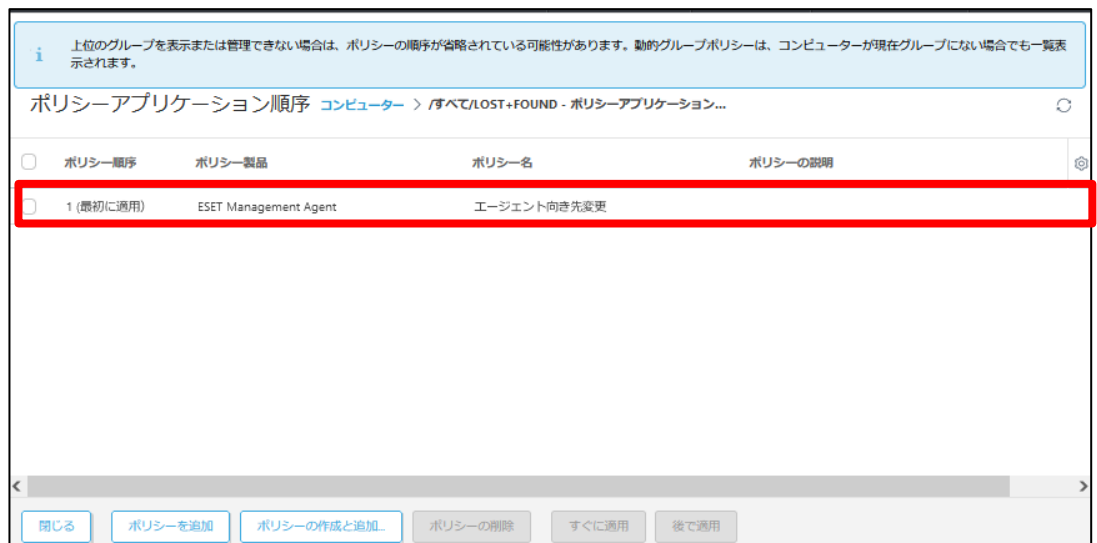 上位のグループを表示または管理できない場合は、ポリシーの順序が省略されている可能性があります。動的グループポリシーは、コンピューターが現在グループにない場合でも一覧表
示されます。
ポリシーアプリケーション順序 コンピューター > /すべて/LOST+FOUND - ポリシーアプリケーション...
ポリシー順序 ポリシー製品 ポリシー名 ポリシーの説明
1 (最初に適用) ESET Management Agent エージェント向き先変更
閉じる ポリシーを追加 ポリシーの作成と追加... ポリシーの削除 すぐに適用 後で適用